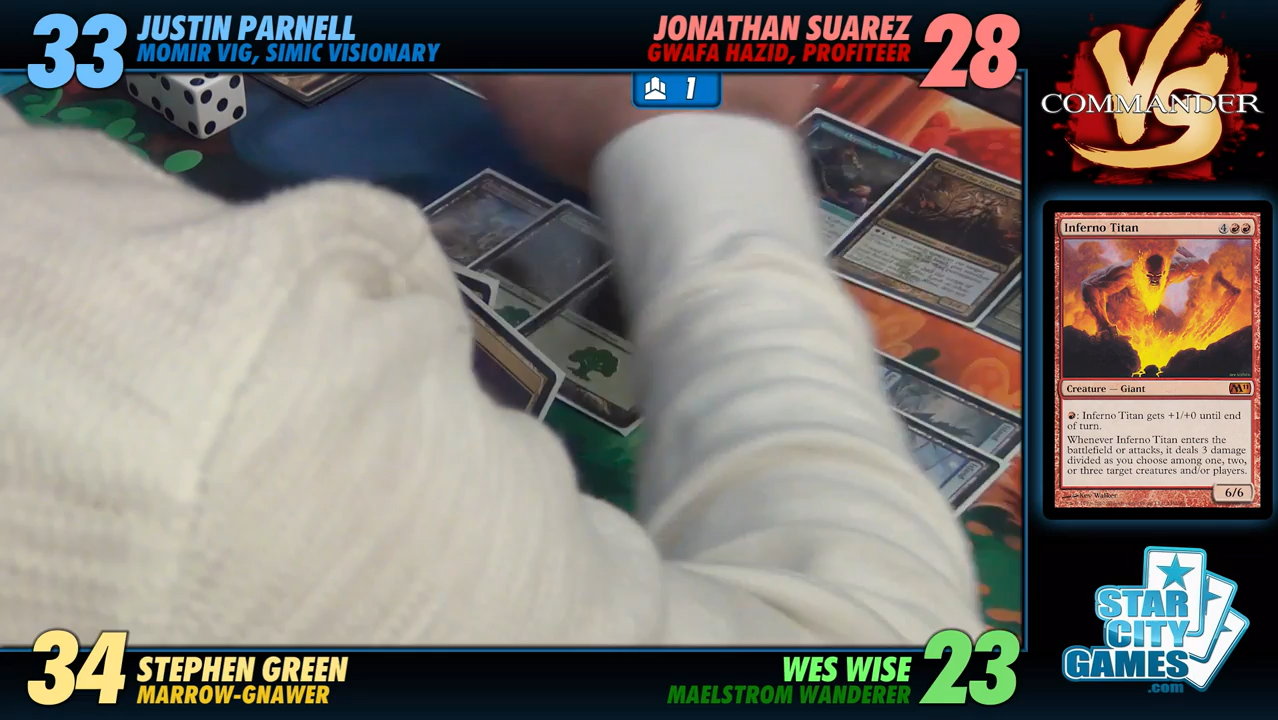 33 JUSTIN PARNELL
MOMIR VIG, SIMIC VISIONARY
JONATHAN SUAREZ 28
GWAFA HAZID, PROFITEER
1
VS
COMMANDER
Inferno Titan 4
Creature — Giant
: Inferno Titan gets +1/+0 until end
of turn.
Whenever Inferno Titan enters the
battlefield or attacks, it deals 3 damage
divided as you choose among one, two,
or three target creatures and/or players.
Kev Walker
6/6
STAR
CITY
GAMES
.com
34 STEPHEN GREEN
MARROW-GNAWER
WES WISE 23
MAELSTROM WANDERER